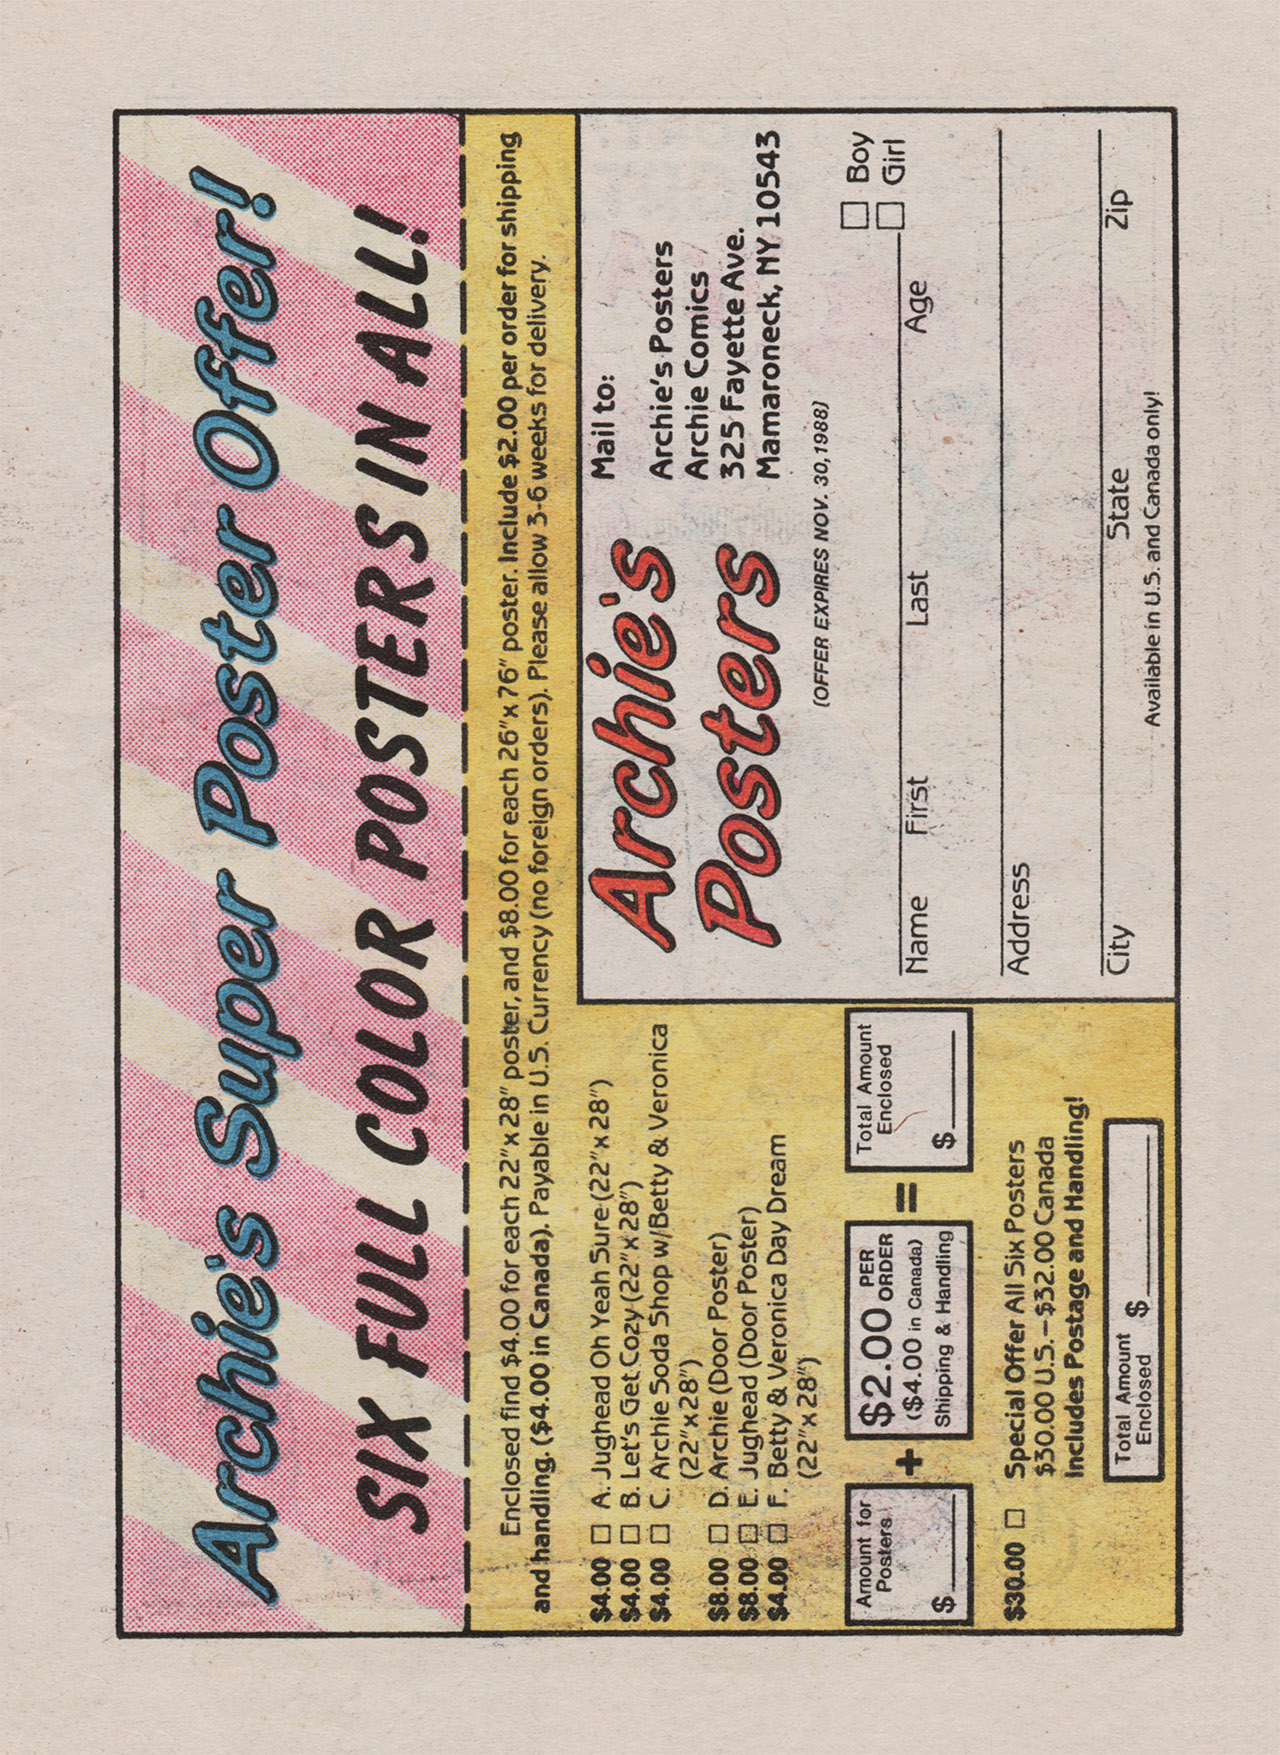 Archie's Super Poster Offer!
SIX FULL COLOR POSTERS IN ALL!
Enclosed find $4.00 for each 22" x 28" poster, and $8.00 for each 26" x 76" poster. Include $2.00 per order for shipping
and handling. ($4.00 in Canada). Payable in U.S. Currency (no foreign orders). Please allow 3-6 weeks for delivery.
$4.00 □ A. Jughead Oh Yeah Sure (22" x 28")
$4.00 □ B. Let's Get Cozy (22" x 28")
$4.00 □ C. Archie Soda Shop w/Betty & Veronica
(22" x 28")
$8.00 □ D. Archie (Door Poster)
$8.00 □ E. Jughead (Door Poster)
$4.00 □ F. Betty & Veronica Day Dream
(22" x 28")
Amount for
Posters
$
+
$2.00 PER
ORDER
($4.00 in Canada)
Shipping & Handling
=
Total Amount
Enclosed
$
$30.00 □ Special Offer All Six Posters
$30.00 U.S.–$32.00 Canada
Includes Postage and Handling!
Total Amount
Enclosed $
Archie's
Posters
Mail to:
Archie's Posters
Archie Comics
325 Fayette Ave.
Mamaroneck, NY 10543
(OFFER EXPIRES NOV. 30, 1988)
□ Boy
□ Girl
Name First Last Age
Address
City State Zip
Available in U.S. and Canada only!